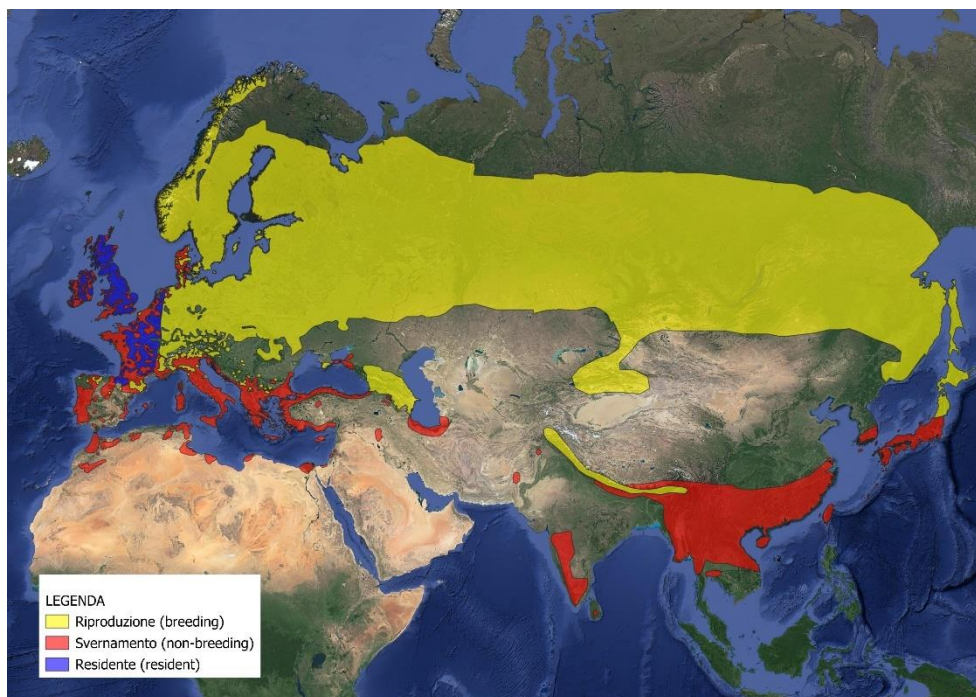 LEGENDA
Riproduzione (breeding)
Svernamento (non-breeding)
Residente (resident)